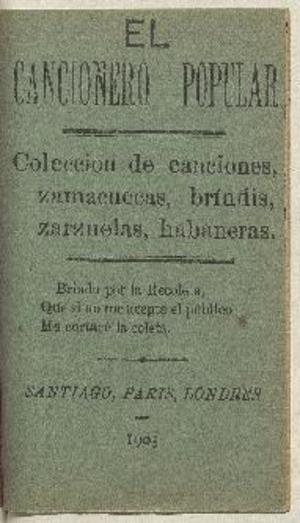 EL
CANCIONERO POPULAR
Coleccion de canciones,
zamacuecas, bríndis,
zarzuelas, habaneras.
Brindo por la Recoleta,
Que si no me acepta el público
Me cortaré la coleta.
SANTIAGO, PARIS, LONDRES
1903